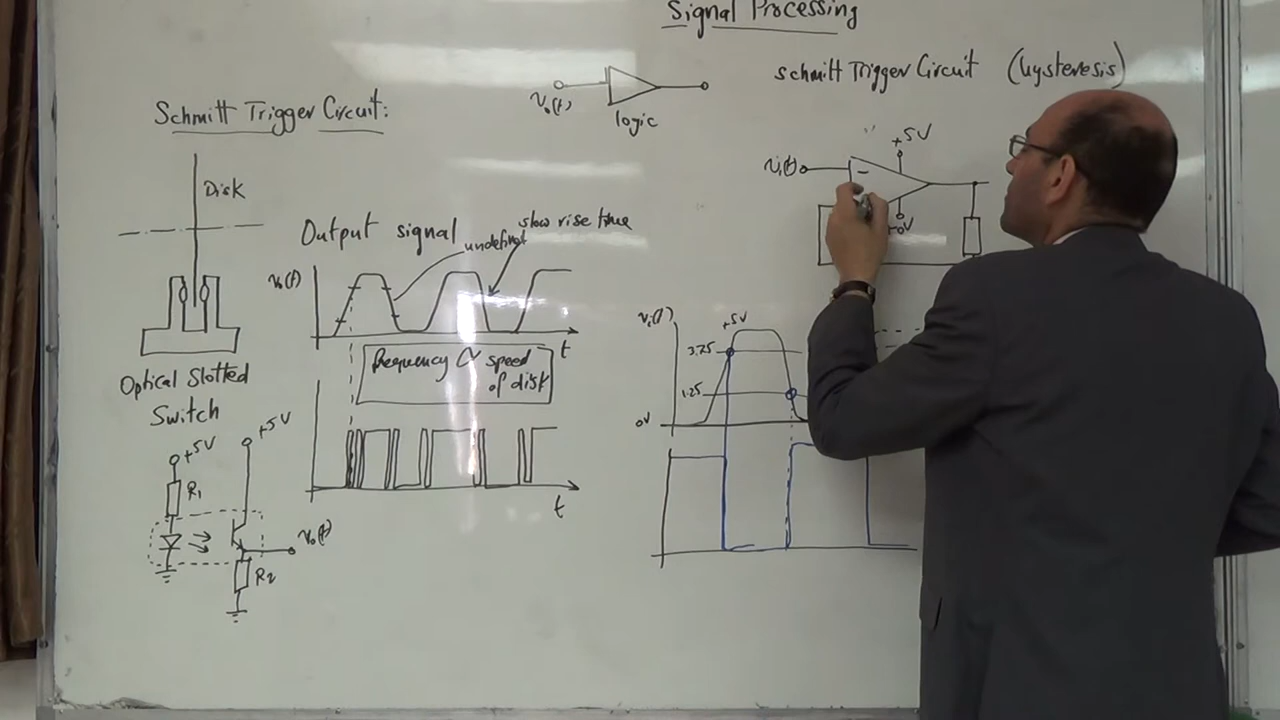 Signal Processing
Schmitt Trigger Circuit (hysteresis)
Schmitt Trigger Circuit:
v₀(t)
logic
Disk
+5V
vᵢ(t)
-
Output signal
undefined
slow rise time
v₀(t)
t
frequency α speed
of disk
t
Optical Slotted
Switch
+5V
+5V
R₁
v₀(t)
R₂
vᵢ(t)
+5V
3.75
1.25
0V